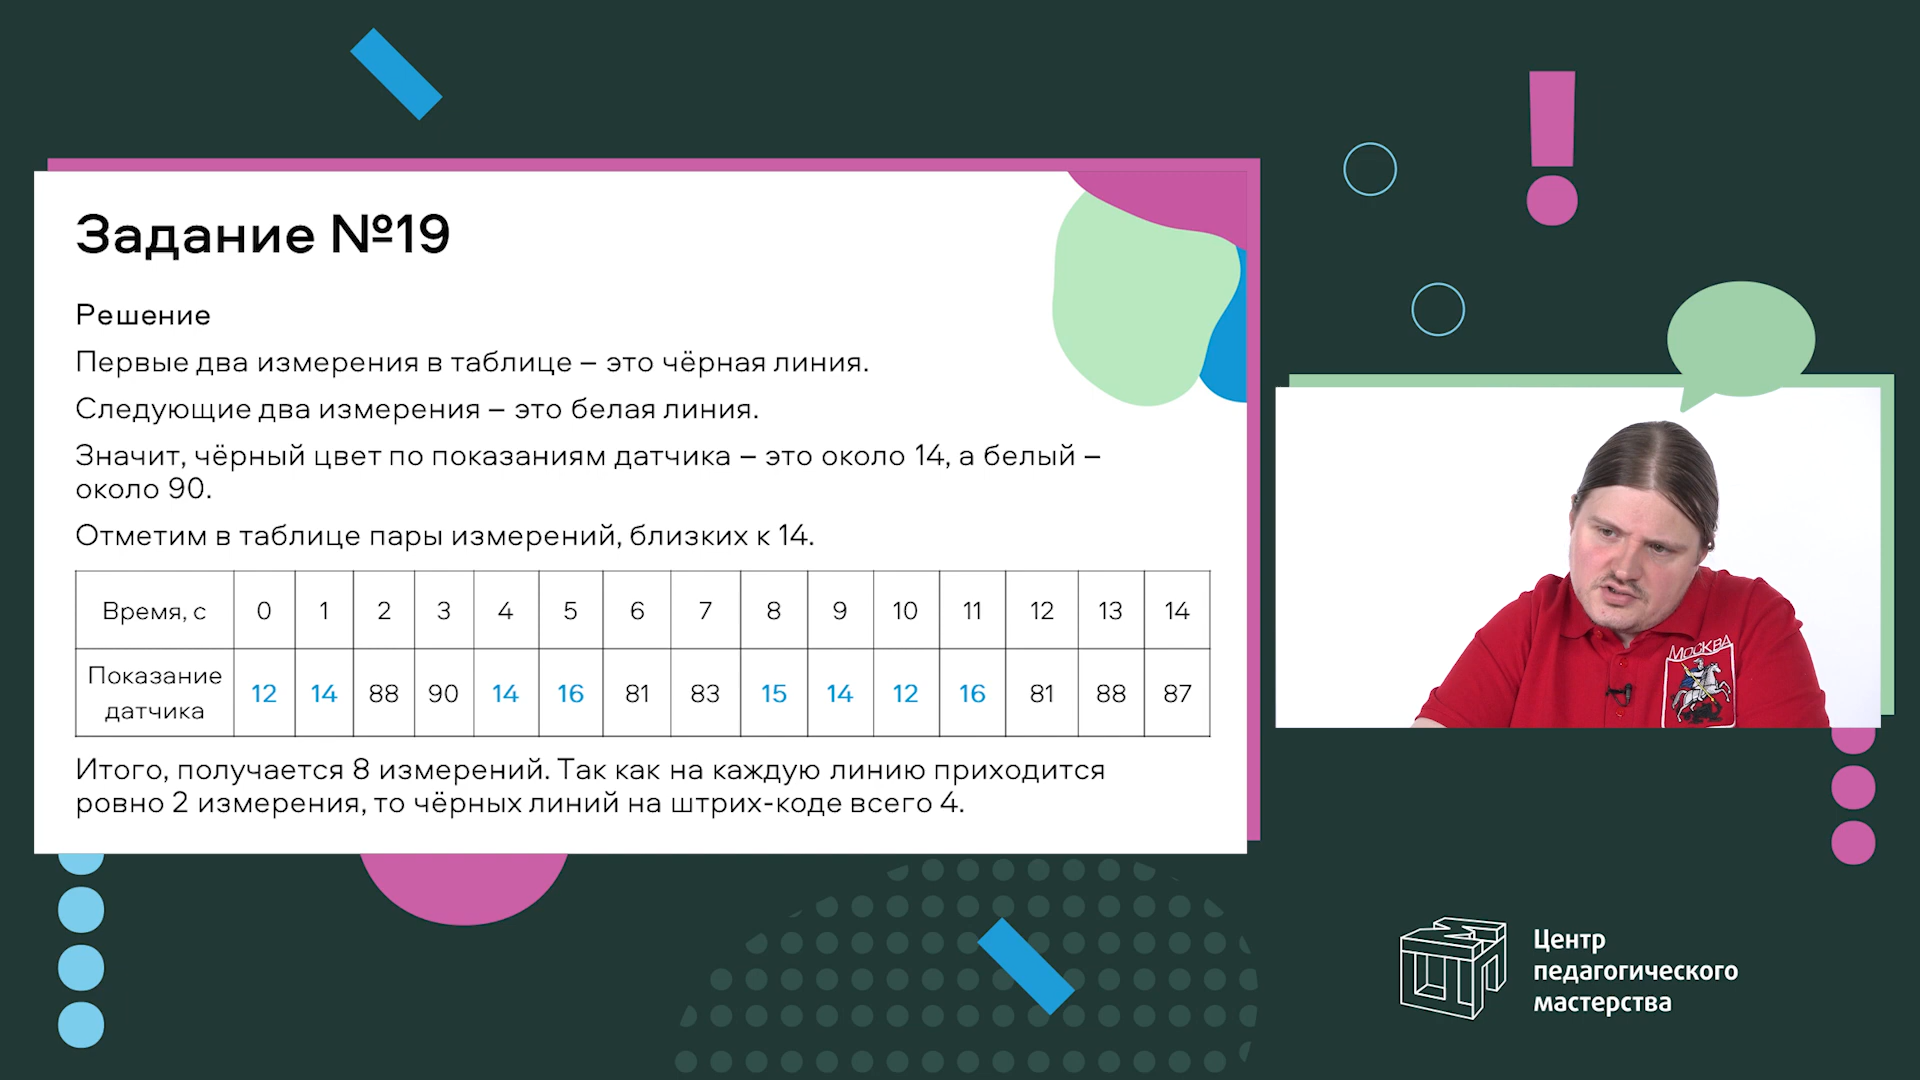 Задание №19
Решение
Первые два измерения в таблице – это чёрная линия.
Следующие два измерения – это белая линия.
Значит, чёрный цвет по показаниям датчика – это около 14, а белый –
около 90.
Отметим в таблице пары измерений, близких к 14.
Время, с 0 1 2 3 4 5 6 7 8 9 10 11 12 13 14
Показание
датчика 12 14 88 90 14 16 81 83 15 14 12 16 81 88 87
Итого, получается 8 измерений. Так как на каждую линию приходится
ровно 2 измерения, то чёрных линий на штрих-коде всего 4.
МОСКВА
Центр
педагогического
мастерства